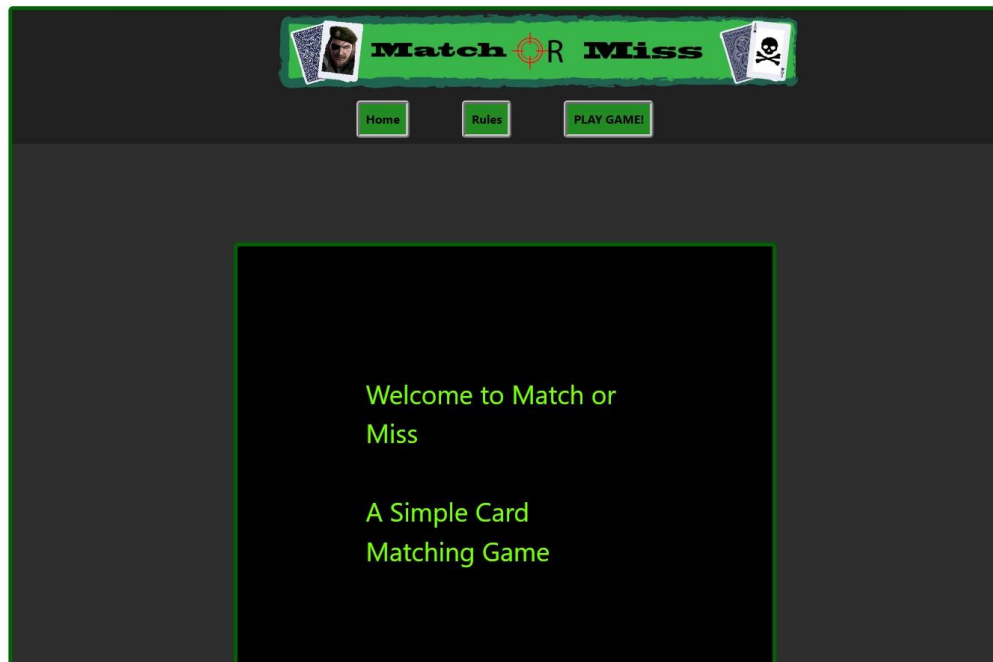 Match OR Miss
Home Rules PLAY GAME!
Welcome to Match or
Miss
A Simple Card
Matching Game